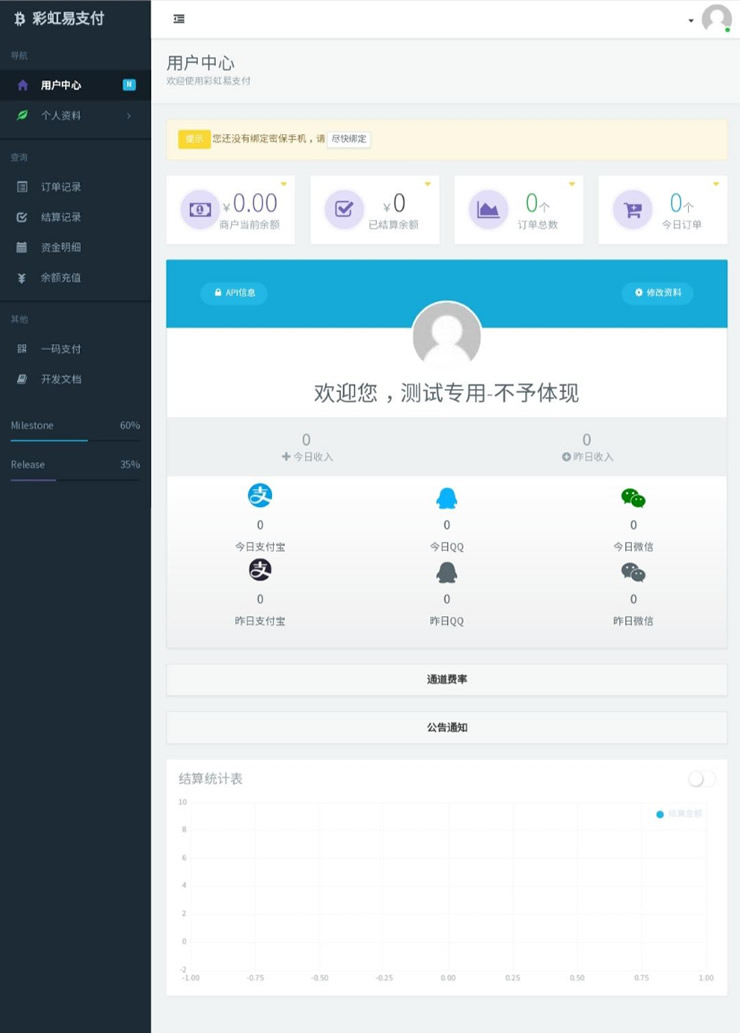 彩虹易支付
导航
用户中心
N
个人资料
查询
订单记录
结算记录
资金明细
¥ 余额充值
其他
一码支付
开发文档
Milestone 60%
Release 35%
用户中心
欢迎使用彩虹易支付
提示 您还没有绑定密保手机，请 尽快绑定
¥0.00
商户当前余额
¥0
已结算余额
0个
订单总数
0个
今日订单
API信息
修改资料
欢迎您，测试专用-不予体现
0
今日收入
0
昨日收入
支
0
今日支付宝
0
今日QQ
0
今日微信
支
0
昨日支付宝
0
昨日QQ
0
昨日微信
通道费率
公告通知
结算统计表
结算金额
10
8
6
4
2
0
-2
-1.00 -0.75 -0.50 -0.25 0.00 0.25 0.50 0.75 1.00